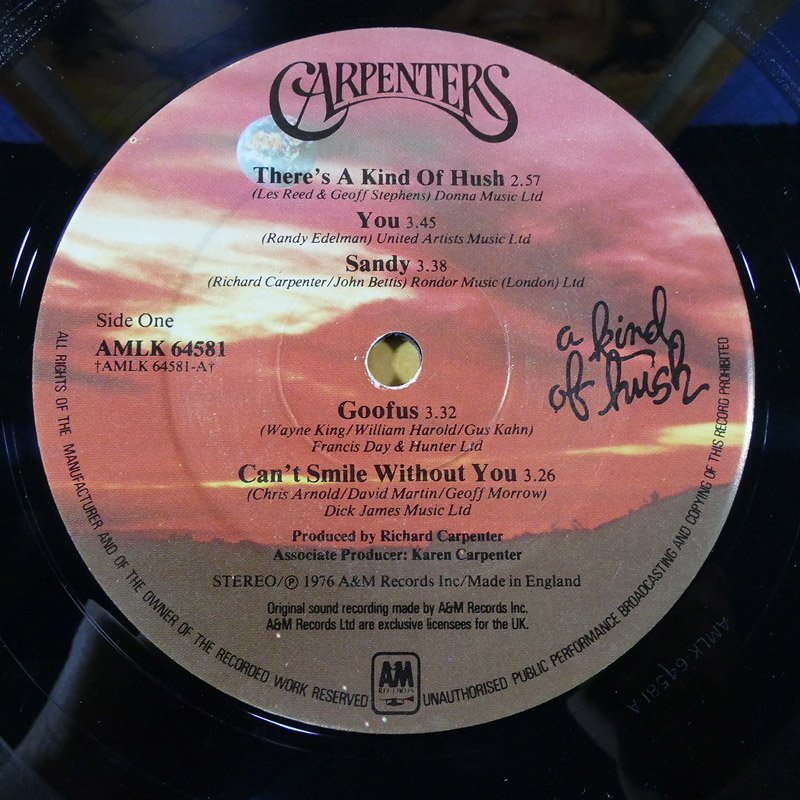 CARPENTERS
There's A Kind Of Hush 2.57
(Les Reed & Geoff Stephens) Donna Music Ltd
You 3.45
(Randy Edelman) United Artists Music Ltd
Sandy 3.38
(Richard Carpenter/John Bettis) Rondor Music (London) Ltd
Side One
AMLK 64581
†AMLK 64581-A†
a kind
of hush
Goofus 3.32
(Wayne King/William Harold/Gus Kahn)
Francis Day & Hunter Ltd
Can't Smile Without You 3.26
(Chris Arnold/David Martin/Geoff Morrow)
Dick James Music Ltd
Produced by Richard Carpenter
Associate Producer: Karen Carpenter
STEREO/℗ 1976 A&M Records Inc/Made in England
Original sound recording made by A&M Records Inc.
A&M Records Ltd are exclusive licensees for the UK.
A&M
RECORDS
ALL RIGHTS OF THE MANUFACTURER AND OF THE OWNER OF THE RECORDED WORK RESERVED
UNAUTHORISED PUBLIC PERFORMANCE BROADCASTING AND COPYING OF THIS RECORD PROHIBITED
AMLK 64581 A